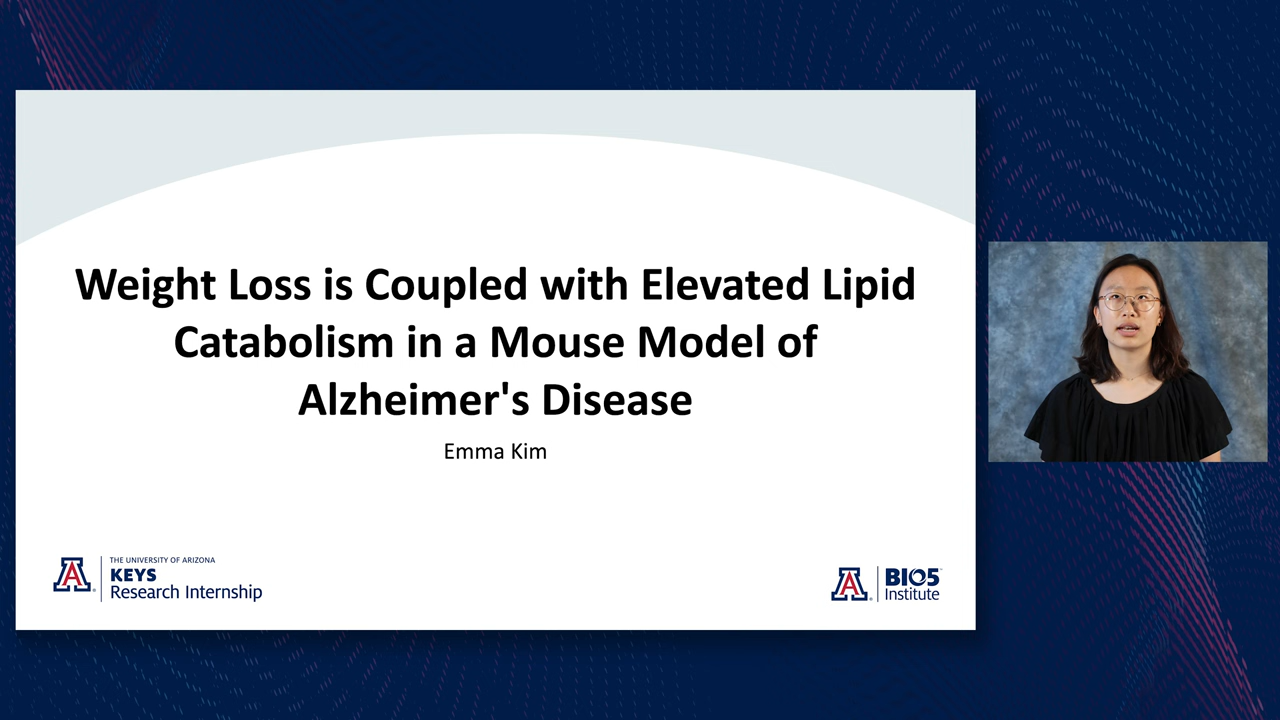 Weight Loss is Coupled with Elevated Lipid
Catabolism in a Mouse Model of
Alzheimer's Disease
Emma Kim
A
THE UNIVERSITY OF ARIZONA
KEYS
Research Internship
A
BIO5
Institute